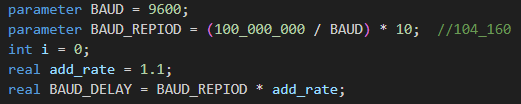 parameter BAUD = 9600;
parameter BAUD_REPIOD = (100_000_000 / BAUD) * 10;  //104_160
int i = 0;
real add_rate = 1.1;
real BAUD_DELAY = BAUD_REPIOD * add_rate;